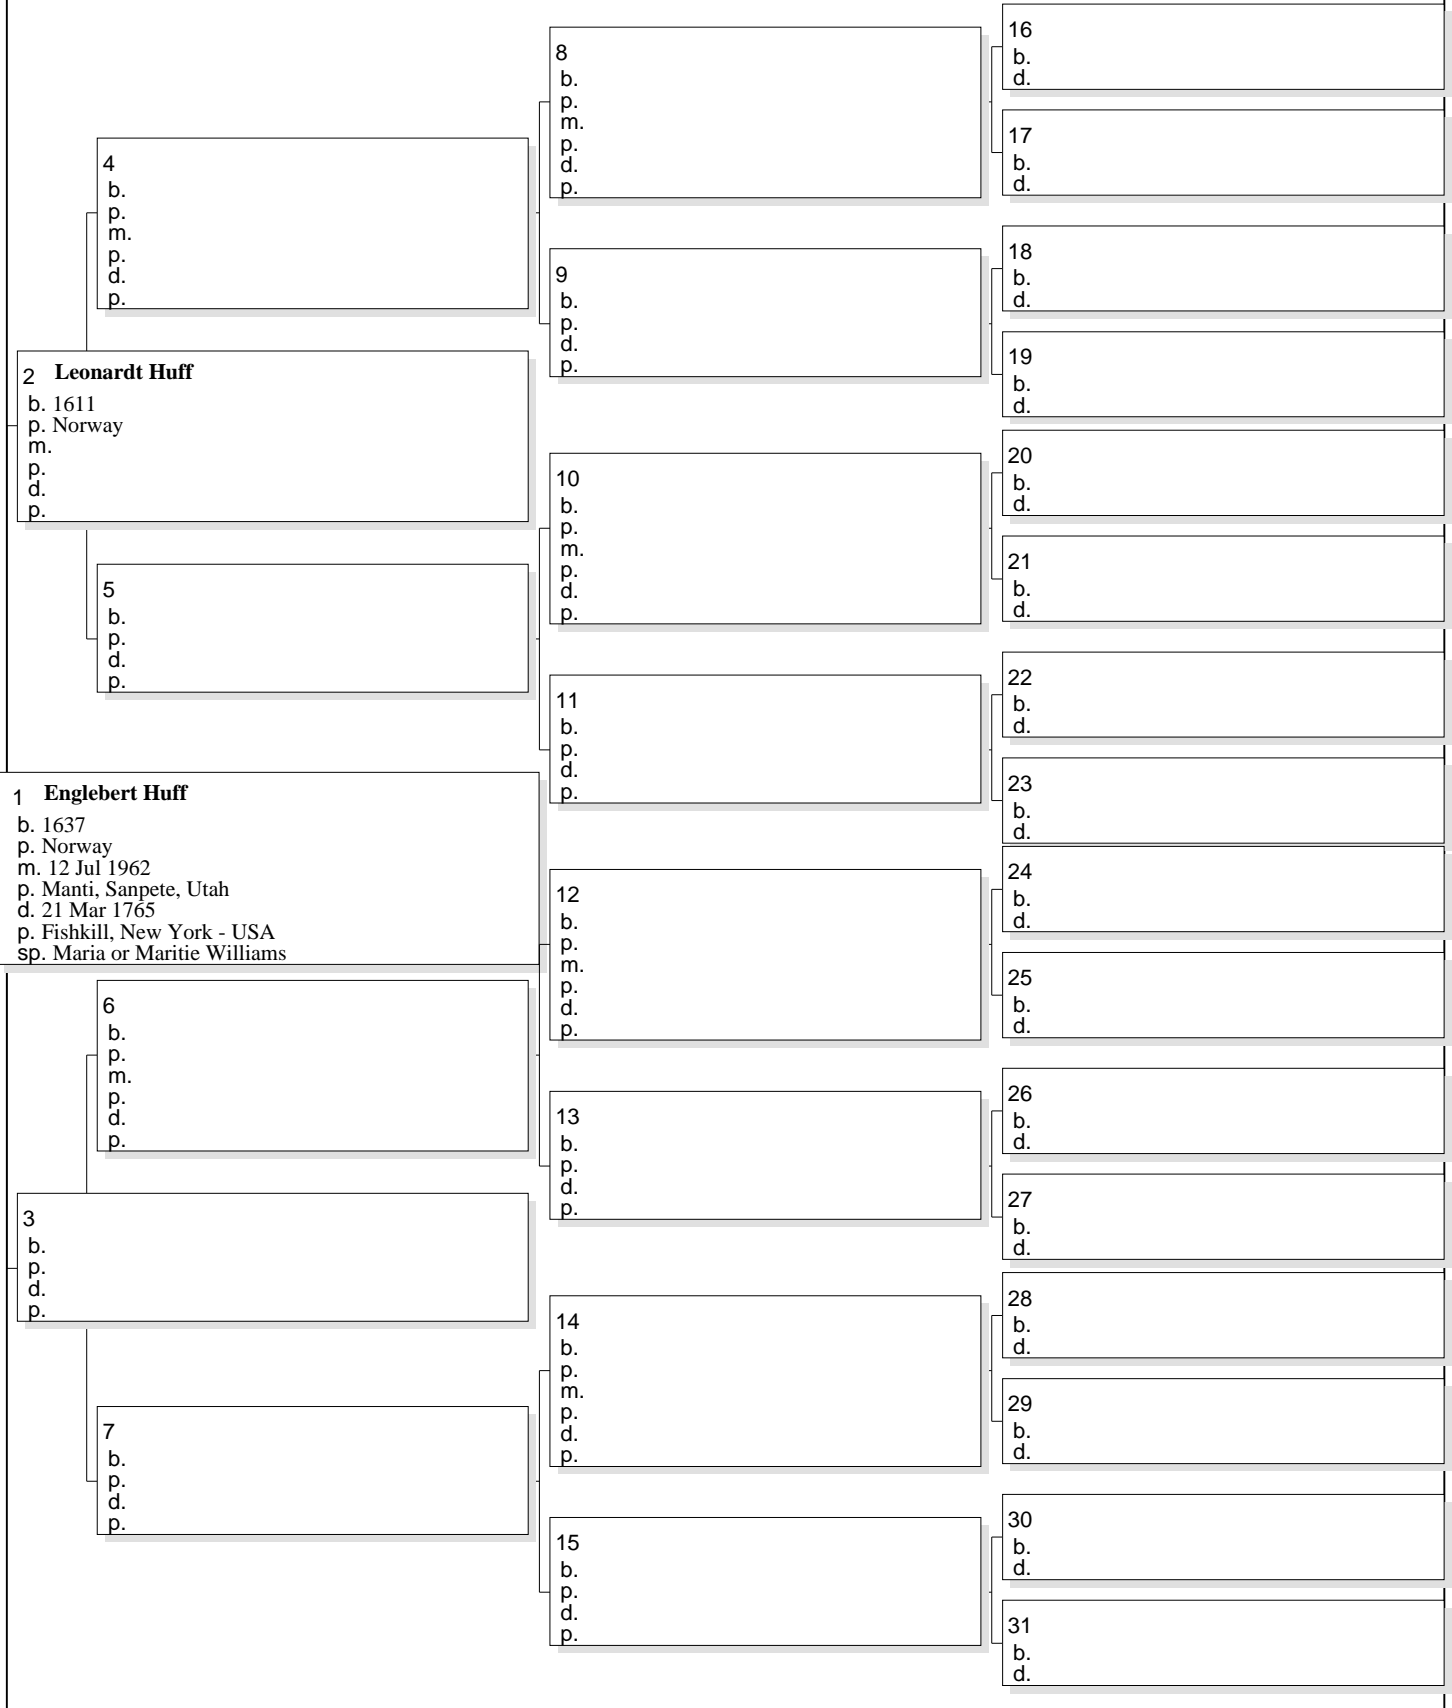 16
b.
d.
8
b.
p.
m.
p.
d.
p.
17
b.
d.
4
b.
p.
m.
p.
d.
p.
18
b.
d.
9
b.
p.
d.
p.
19
b.
d.
2 Leonardt Huff
b. 1611
p. Norway
m.
p.
d.
p.
20
b.
d.
10
b.
p.
m.
p.
d.
p.
21
b.
d.
5
b.
p.
d.
p.
22
b.
d.
11
b.
p.
d.
p.
23
b.
d.
1 Englebert Huff
b. 1637
p. Norway
m. 12 Jul 1962
p. Manti, Sanpete, Utah
d. 21 Mar 1765
p. Fishkill, New York - USA
sp. Maria or Maritie Williams
24
b.
d.
12
b.
p.
m.
p.
d.
p.
25
b.
d.
6
b.
p.
m.
p.
d.
p.
26
b.
d.
13
b.
p.
d.
p.
27
b.
d.
3
b.
p.
d.
p.
28
b.
d.
14
b.
p.
m.
p.
d.
p.
29
b.
d.
7
b.
p.
d.
p.
30
b.
d.
15
b.
p.
d.
p.
31
b.
d.